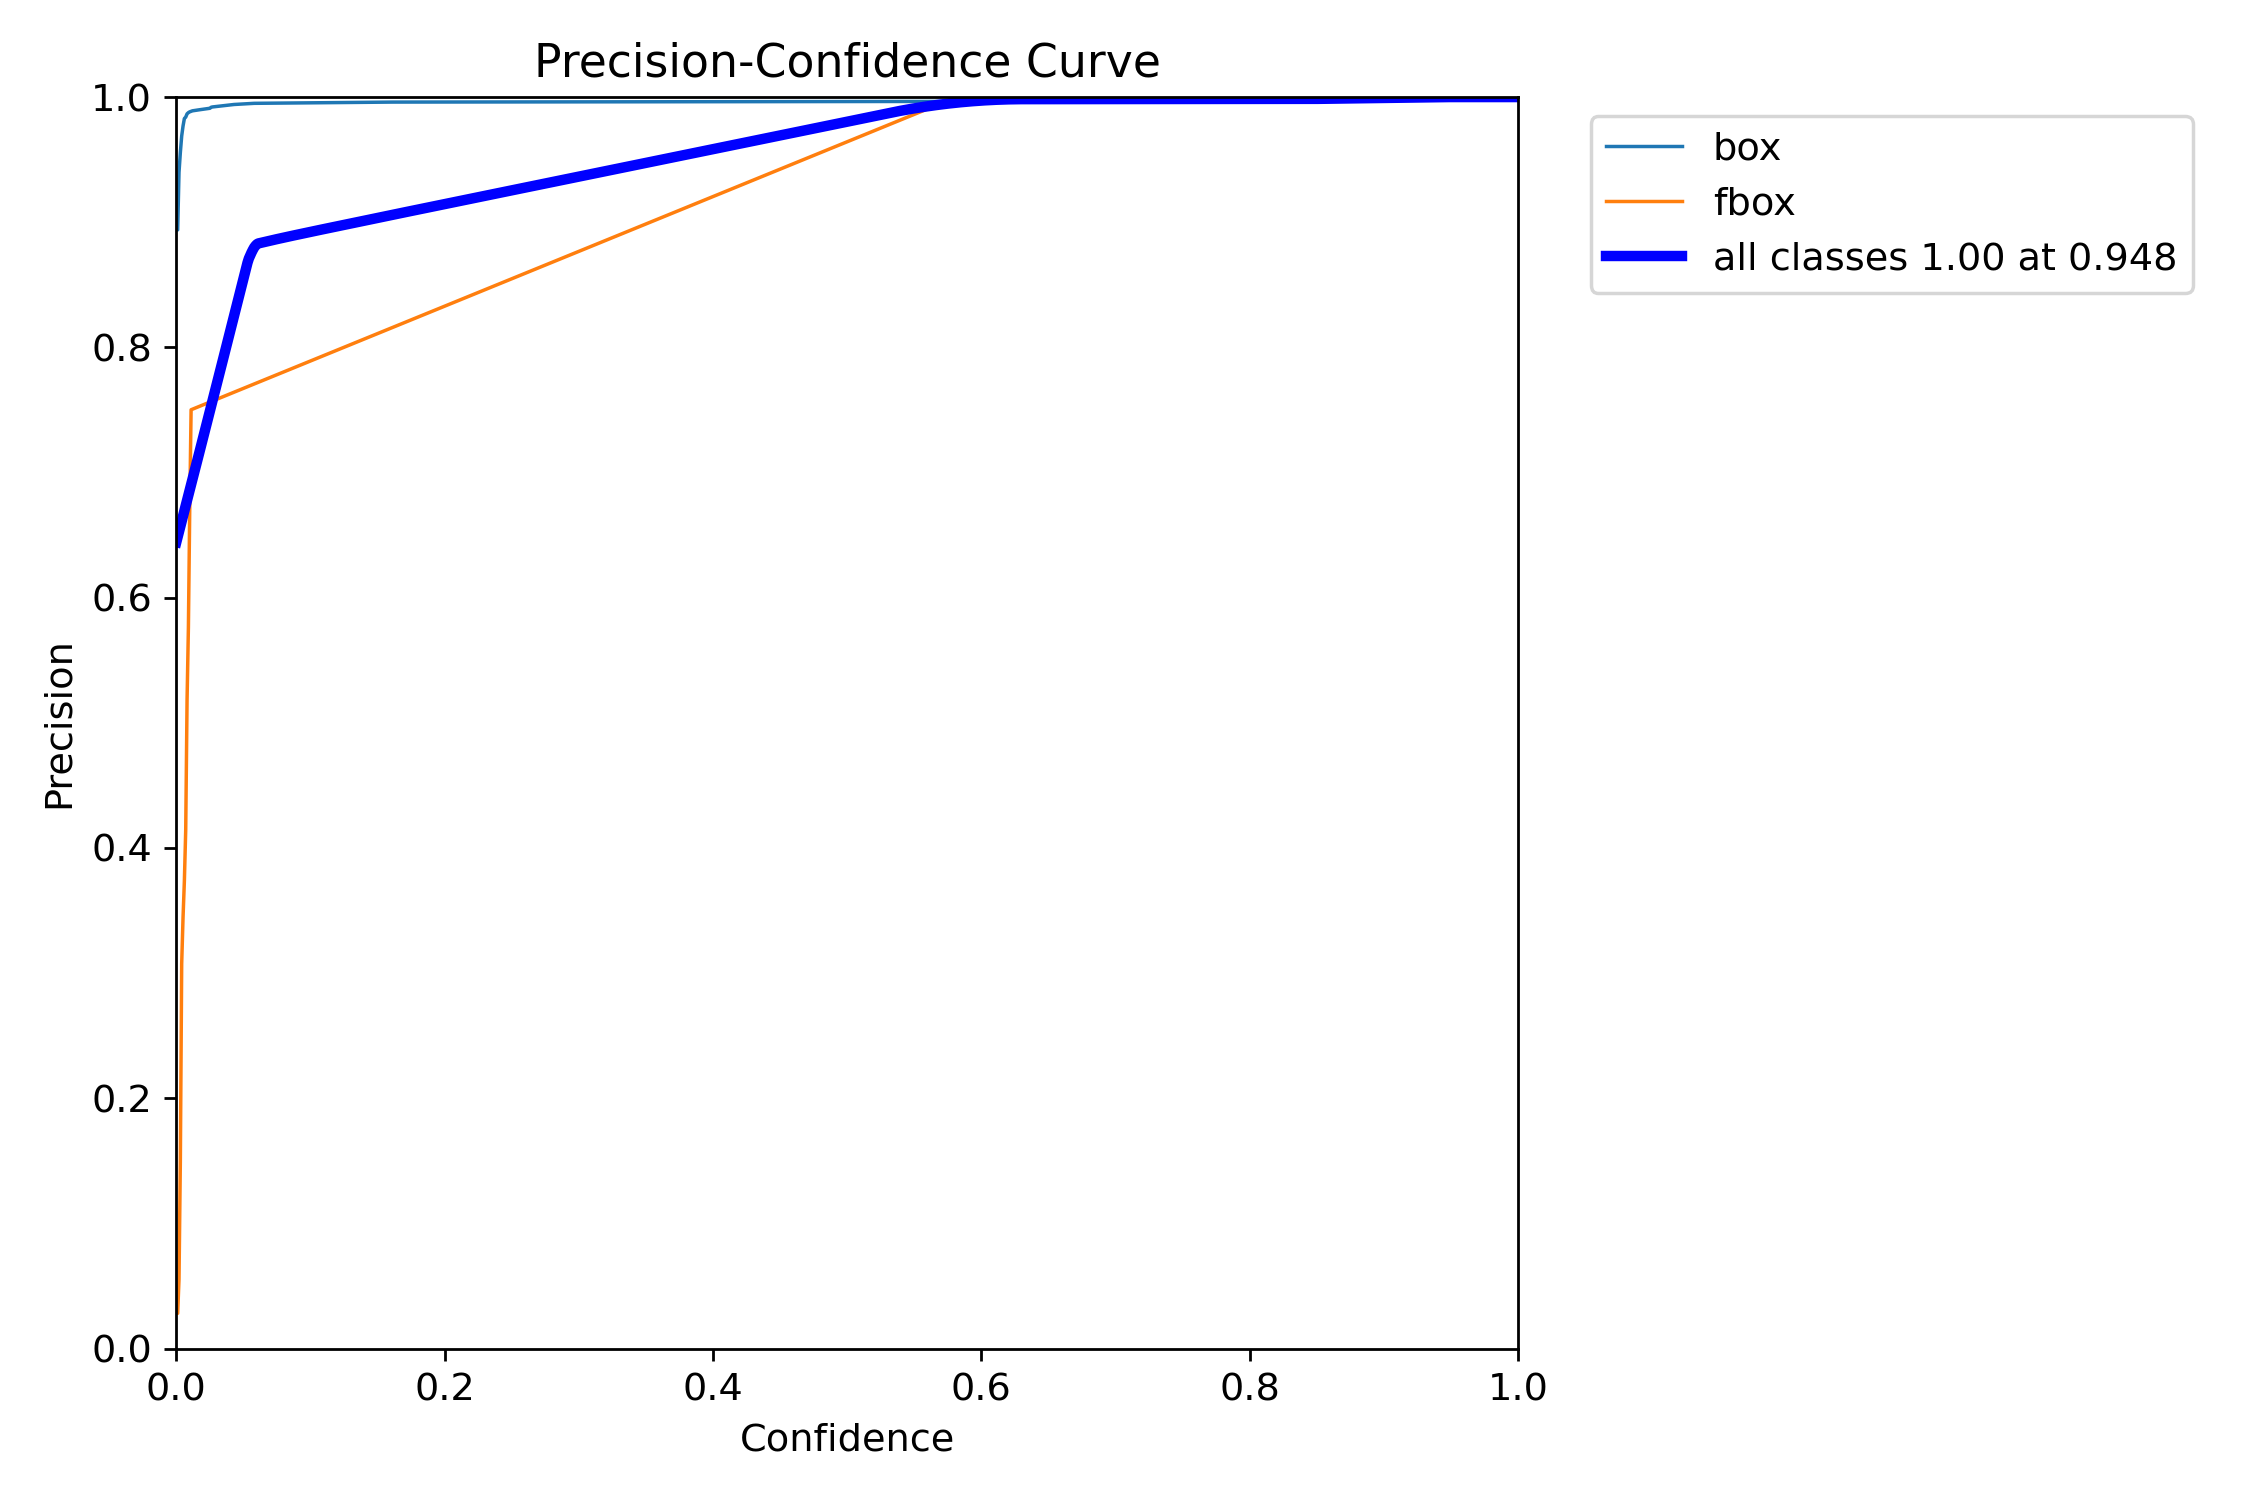 Precision-Confidence Curve
1.0
0.8
0.6
0.4
0.2
0.0
Precision
0.0 0.2 0.4 0.6 0.8 1.0
Confidence
box
fbox
all classes 1.00 at 0.948